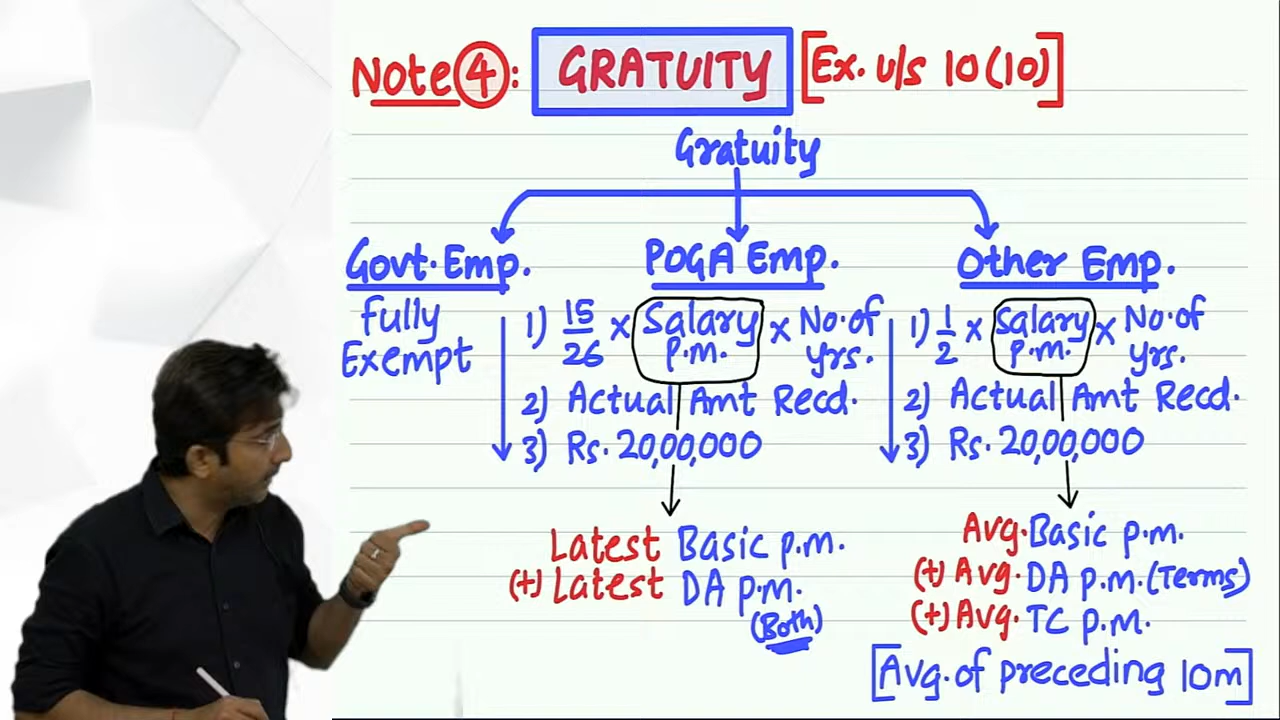 Note 4: GRATUITY [Ex. u/s 10(10)]
Gratuity
Govt. Emp.
Fully
Exempt
POGA Emp.
1) 15/26 x Salary p.m. x No. of yrs.
2) Actual Amt Recd.
3) Rs. 20,00,000
Latest Basic p.m.
(+) Latest DA p.m.
(Both)
Other Emp.
1) 1/2 x Salary p.m. x No. of yrs.
2) Actual Amt Recd.
3) Rs. 20,00,000
Avg. Basic p.m.
(+) Avg. DA p.m. (Terms)
(+) Avg. TC p.m.
[Avg. of preceding 10m]